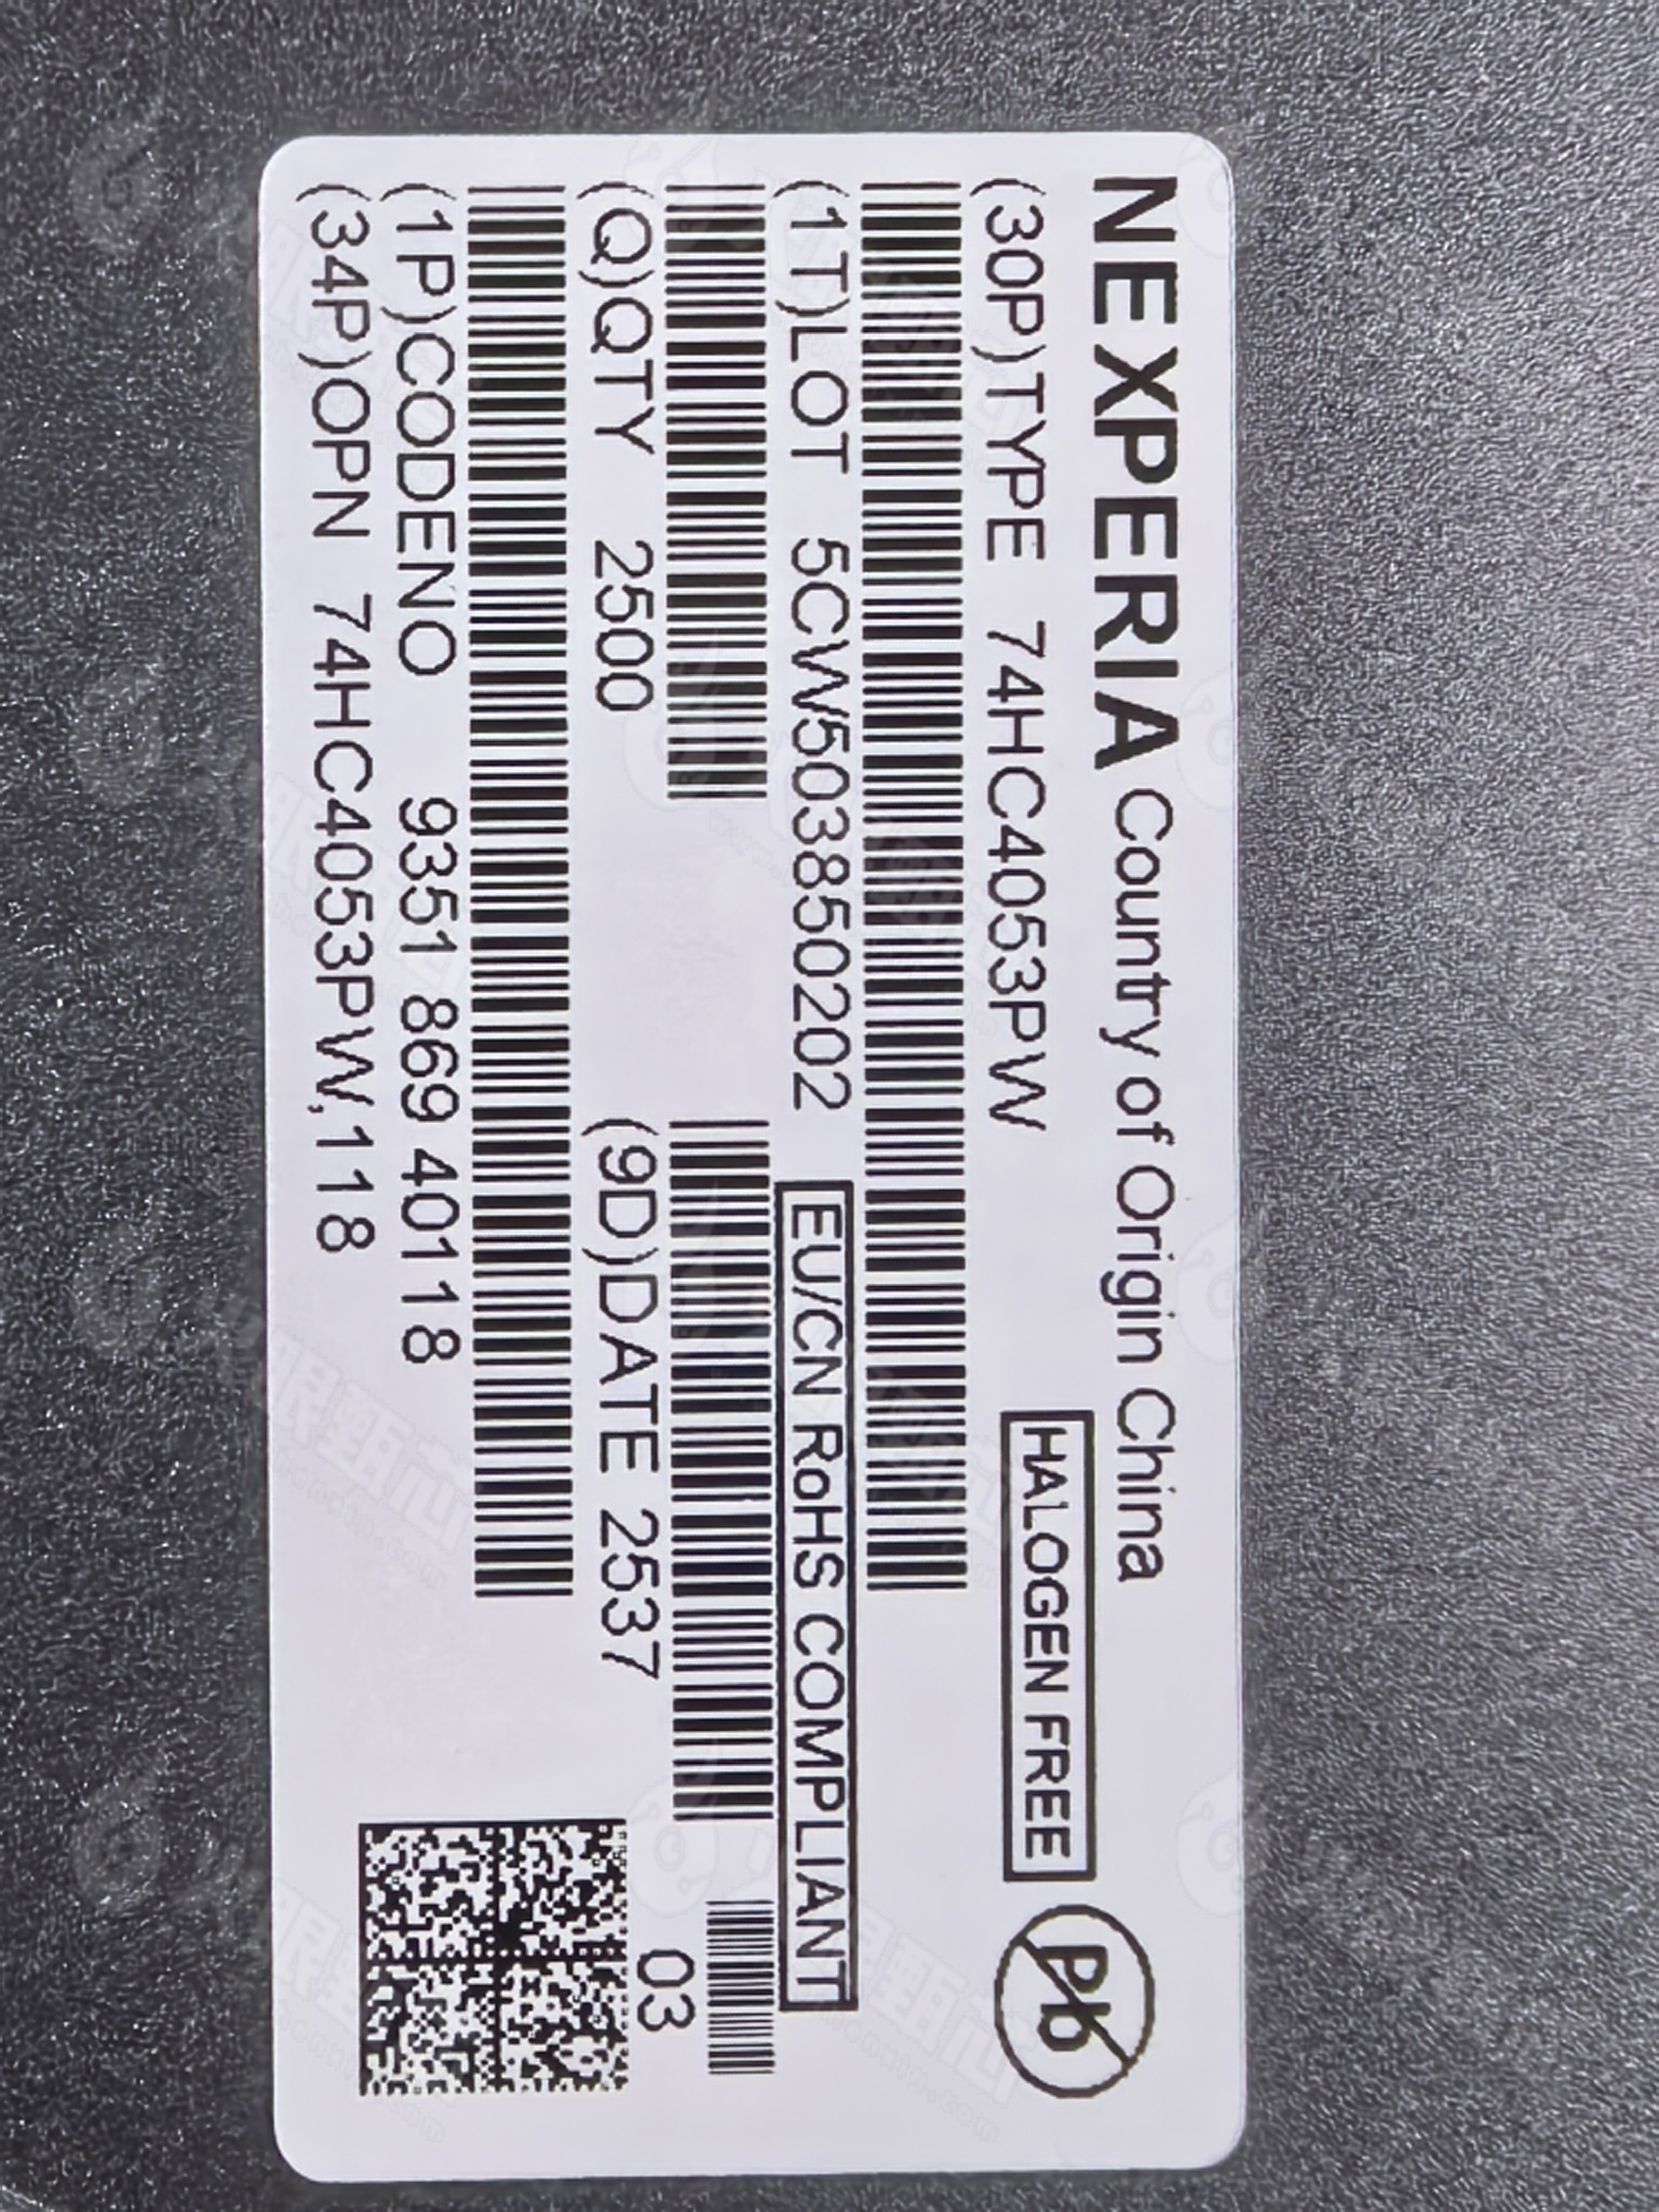 NEXPERIA Country of Origin China
HALOGEN FREE
Pb
(30P)TYPE 74HC4053PW
(1T)LOT 5CW503850202
EU/CN RoHS COMPLIANT
(Q)QTY 2500
(9D)DATE 2537
03
(1P)CODENO 9351 869 40118
(34P)OPN 74HC4053PW,118